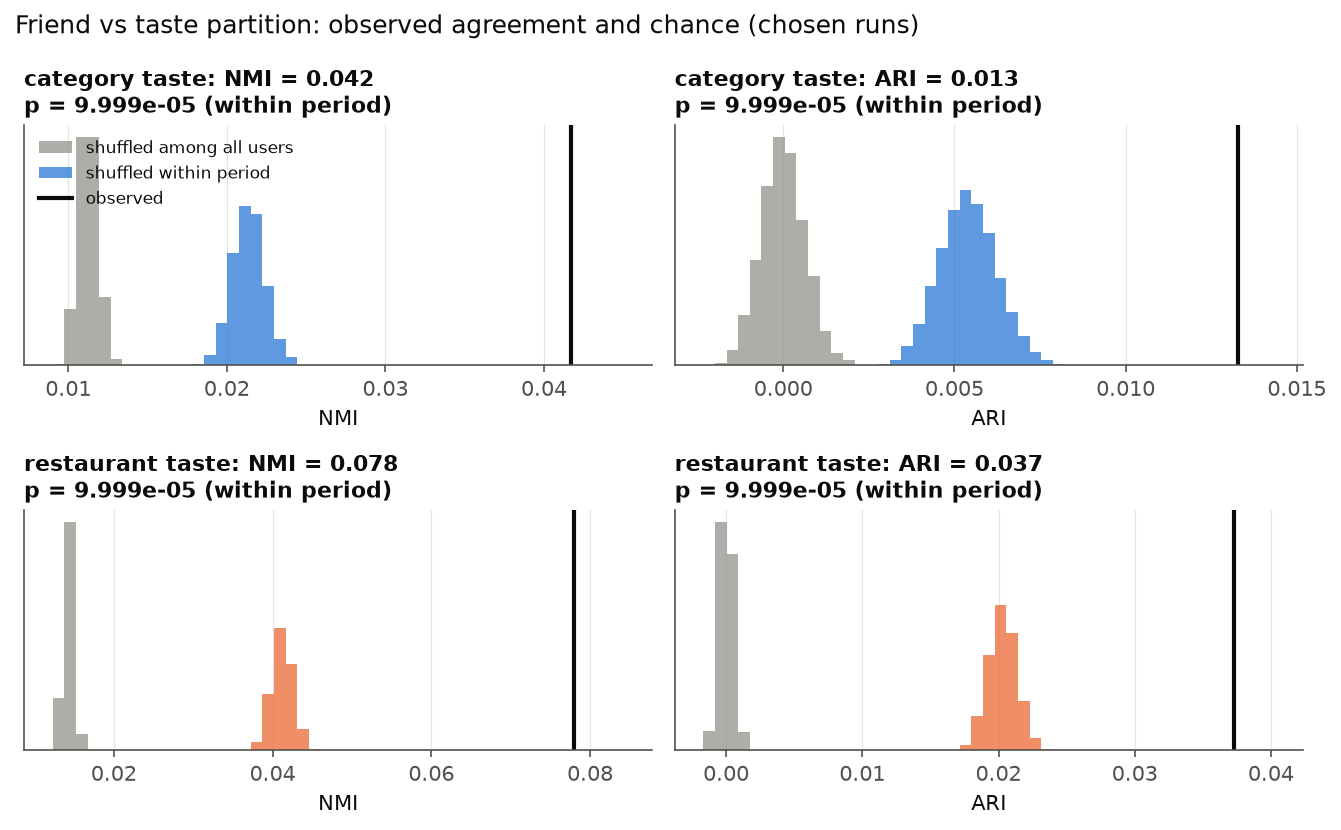 Friend vs taste partition: observed agreement and chance (chosen runs)
category taste: NMI = 0.042
p = 9.999e-05 (within period)
shuffled among all users
shuffled within period
observed
0.01 0.02 0.03 0.04
NMI
category taste: ARI = 0.013
p = 9.999e-05 (within period)
0.000 0.005 0.010 0.015
ARI
restaurant taste: NMI = 0.078
p = 9.999e-05 (within period)
0.02 0.04 0.06 0.08
NMI
restaurant taste: ARI = 0.037
p = 9.999e-05 (within period)
0.00 0.01 0.02 0.03 0.04
ARI